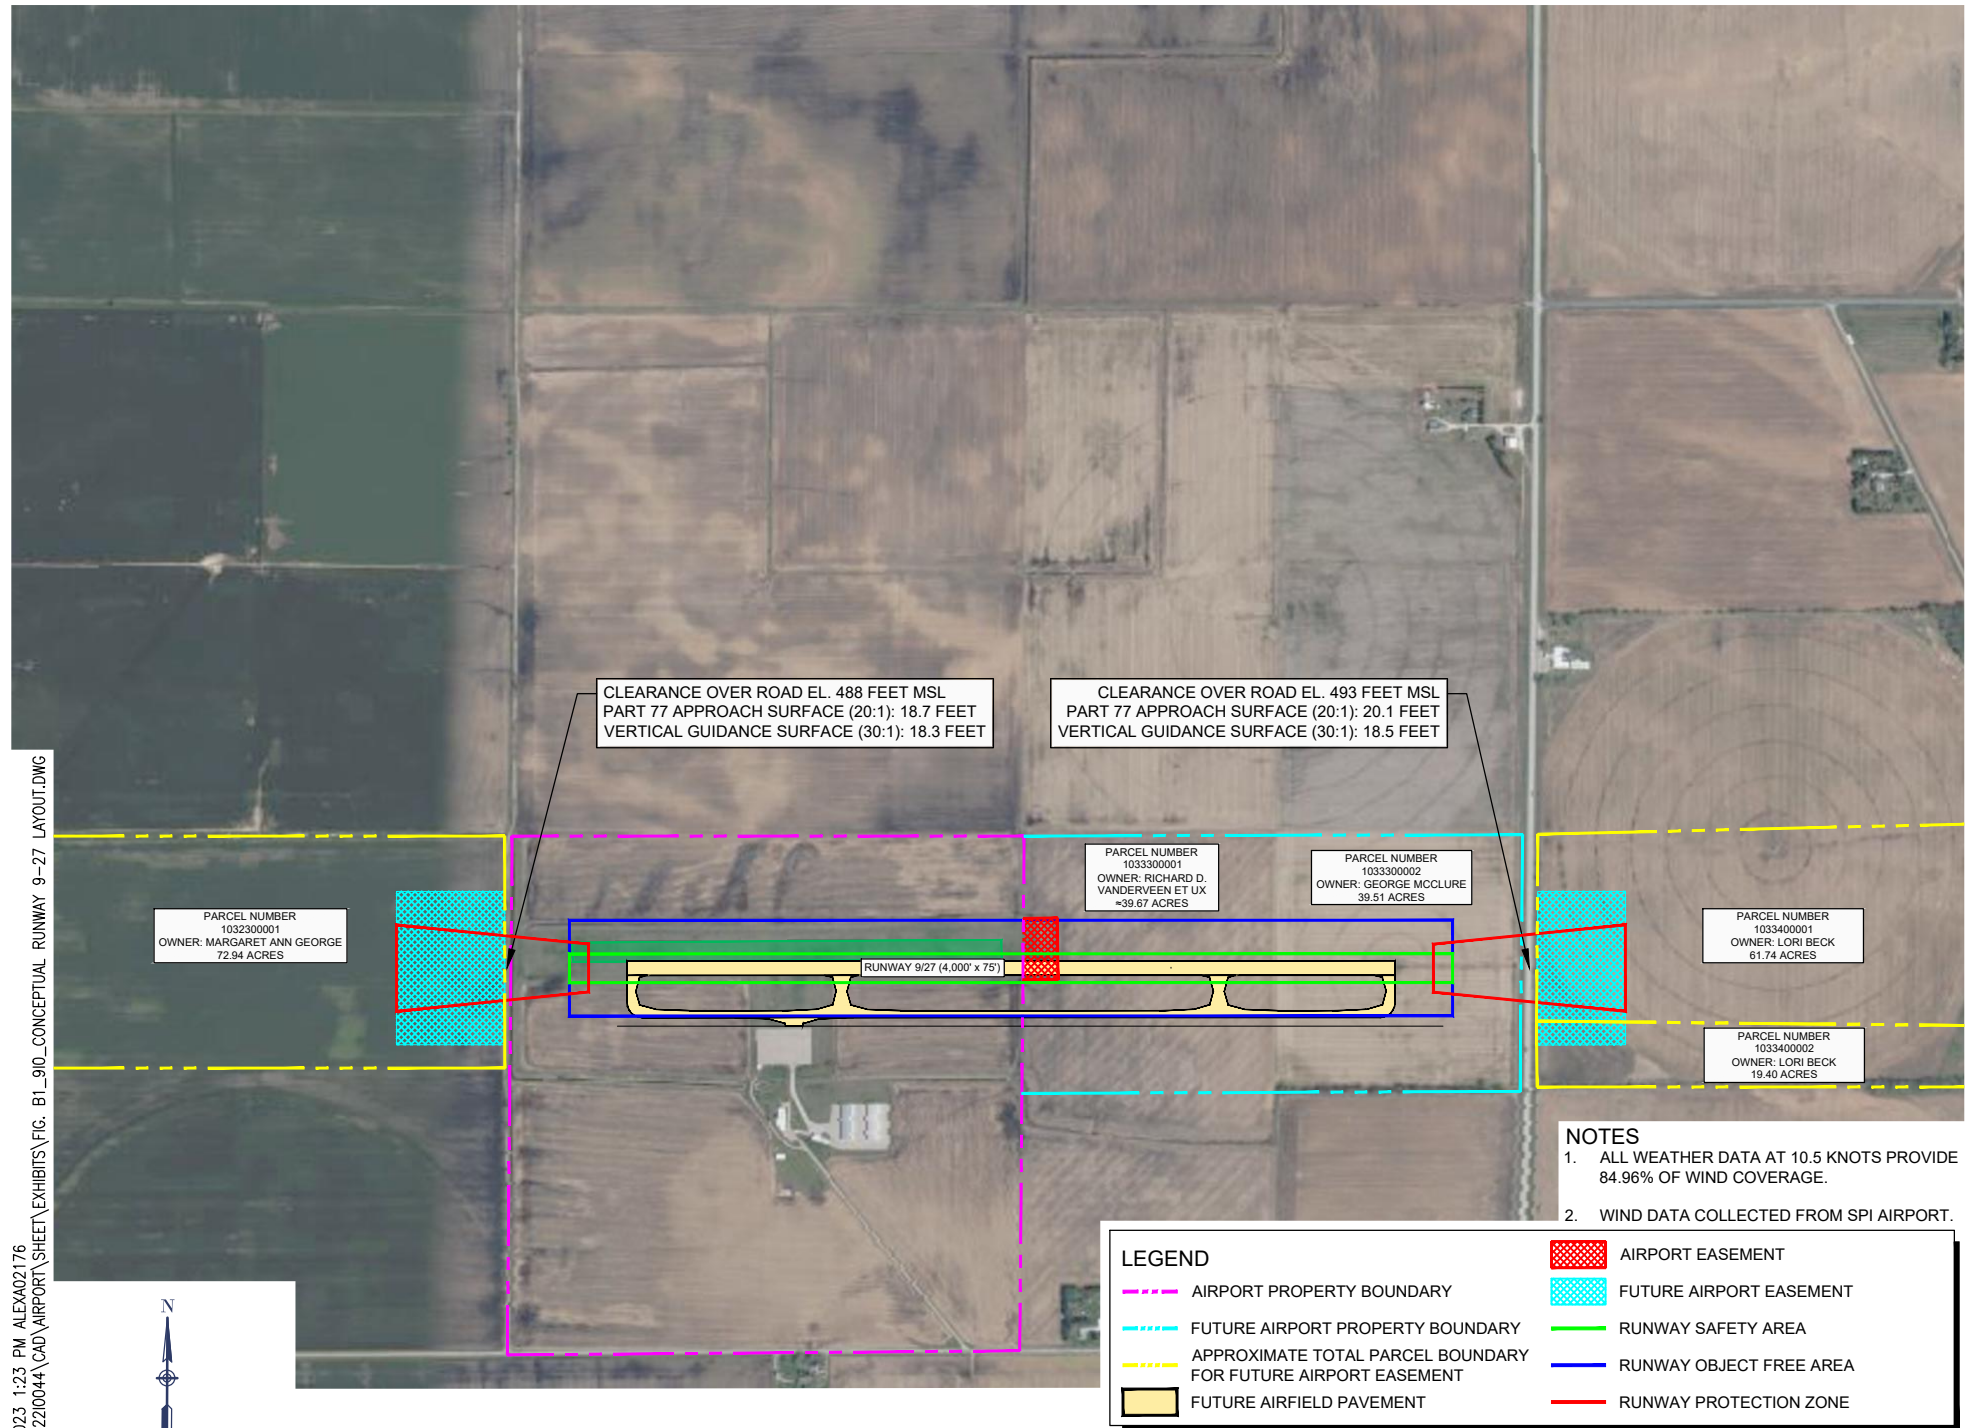 CLEARANCE OVER ROAD EL. 488 FEET MSL
PART 77 APPROACH SURFACE (20:1): 18.7 FEET
VERTICAL GUIDANCE SURFACE (30:1): 18.3 FEET
CLEARANCE OVER ROAD EL. 493 FEET MSL
PART 77 APPROACH SURFACE (20:1): 20.1 FEET
VERTICAL GUIDANCE SURFACE (30:1): 18.5 FEET
PARCEL NUMBER
1032300001
OWNER: MARGARET ANN GEORGE
72.94 ACRES
PARCEL NUMBER
1033300001
OWNER: RICHARD D.
VANDERVEEN ET UX
≈39.67 ACRES
PARCEL NUMBER
1033300002
OWNER: GEORGE MCCLURE
39.51 ACRES
PARCEL NUMBER
1033400001
OWNER: LORI BECK
61.74 ACRES
RUNWAY 9/27 (4,000' x 75')
PARCEL NUMBER
1033400002
OWNER: LORI BECK
19.40 ACRES
NOTES
1. ALL WEATHER DATA AT 10.5 KNOTS PROVIDE
84.96% OF WIND COVERAGE.
2. WIND DATA COLLECTED FROM SPI AIRPORT.
LEGEND
AIRPORT PROPERTY BOUNDARY
FUTURE AIRPORT PROPERTY BOUNDARY
APPROXIMATE TOTAL PARCEL BOUNDARY
FOR FUTURE AIRPORT EASEMENT
FUTURE AIRFIELD PAVEMENT
AIRPORT EASEMENT
FUTURE AIRPORT EASEMENT
RUNWAY SAFETY AREA
RUNWAY OBJECT FREE AREA
RUNWAY PROTECTION ZONE
N
023 1:23 PM ALEXA02176
22I0044\CAD\AIRPORT\SHEET\EXHIBITS\FIG. B1_9I0_CONCEPTUAL RUNWAY 9-27 LAYOUT.DWG